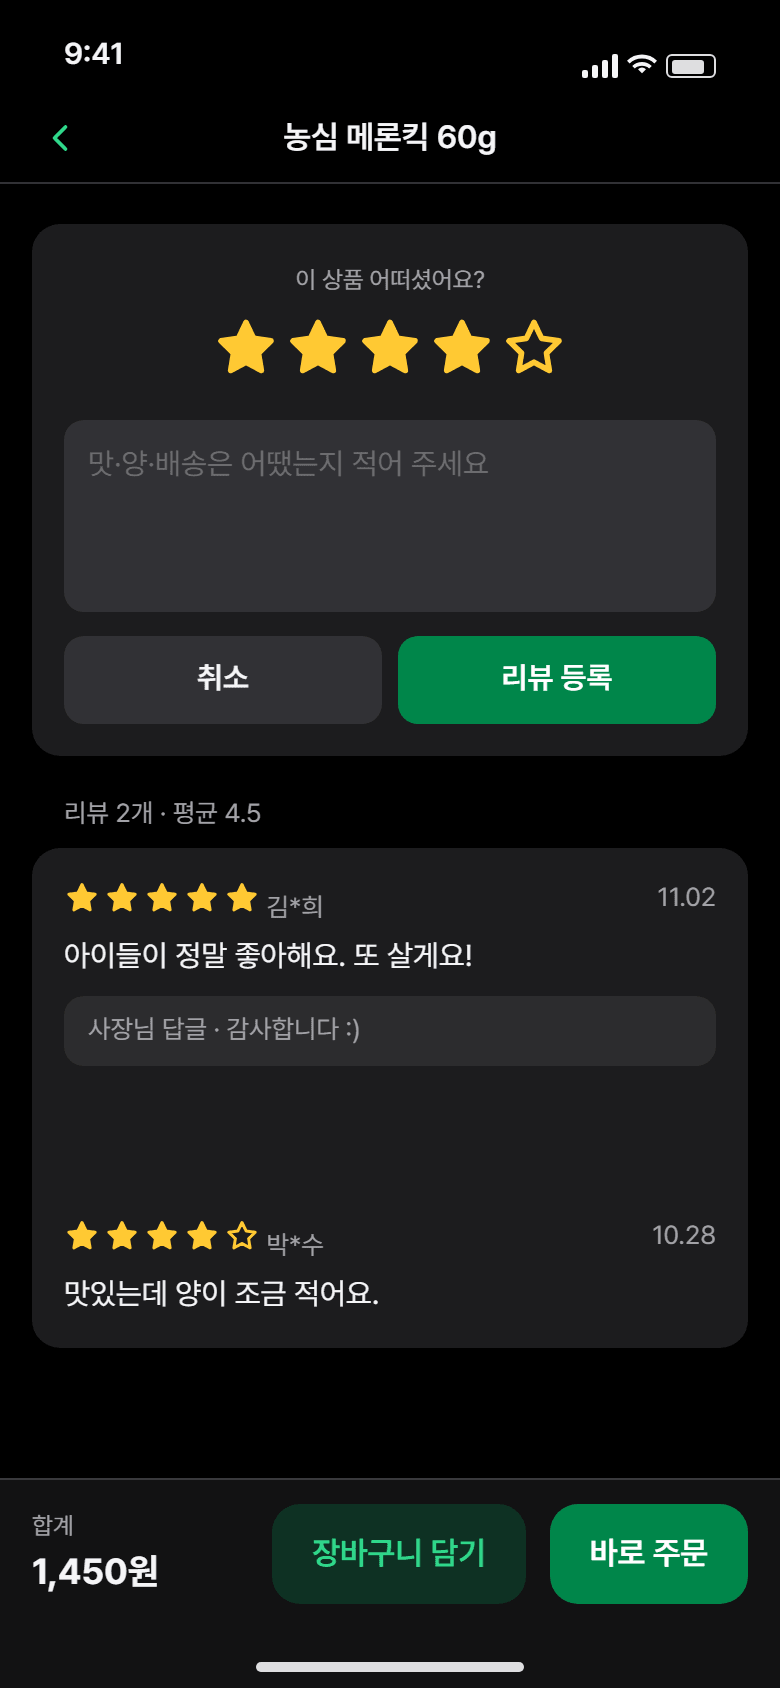 9:41
농심 메론킥 60g
이 상품 어떠셨어요?
맛·양·배송은 어땠는지 적어 주세요
취소
리뷰 등록
리뷰 2개 · 평균 4.5
김*희
11.02
아이들이 정말 좋아해요. 또 살게요!
사장님 답글 · 감사합니다 :)
박*수
10.28
맛있는데 양이 조금 적어요.
합계
1,450원
장바구니 담기
바로 주문